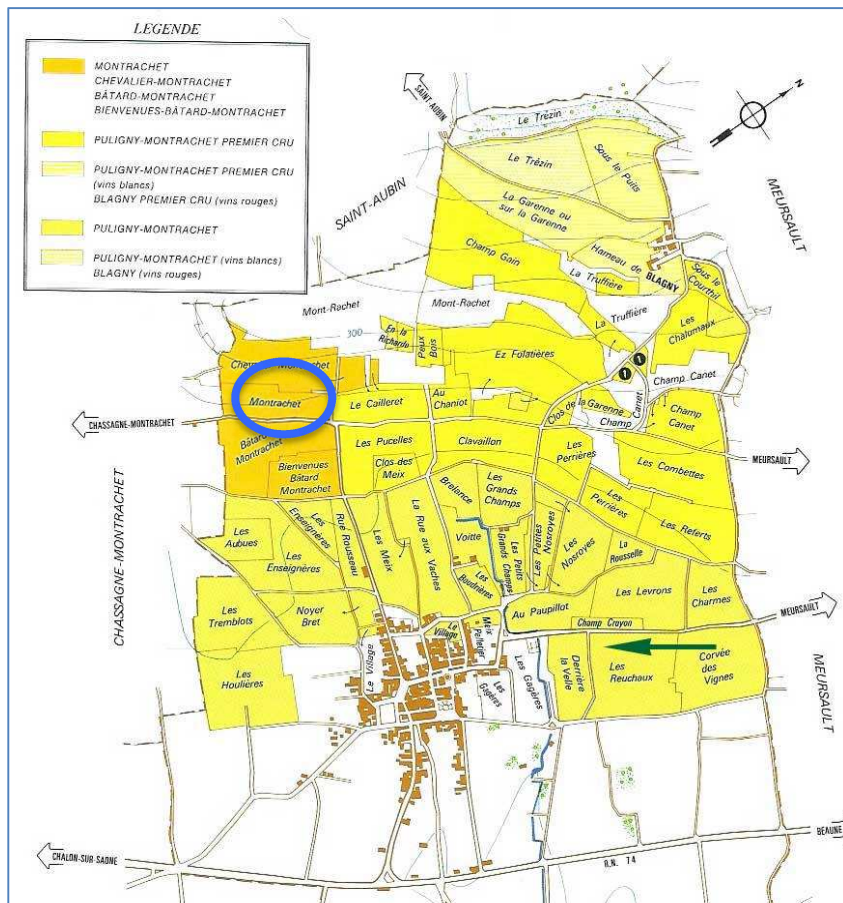 LEGENDE
MONTRACHET
CHEVALIER-MONTRACHET
BÂTARD-MONTRACHET
BIENVENUES-BÂTARD-MONTRACHET
PULIGNY-MONTRACHET PREMIER CRU
PULIGNY-MONTRACHET PREMIER CRU
(vins blancs)
BLAGNY PREMIER CRU (vins rouges)
PULIGNY-MONTRACHET
PULIGNY-MONTRACHET (vins blancs)
BLAGNY (vins rouges)
SAINT-AUBIN
N
Le Trézin
Le Trézin
Sous le Puits
SAINT-AUBIN
MEURSAULT
La Garenne ou
sur la Garenne
Champ Gain
Hameau de
BLAGNY
La Truffière
Sous le
Courthil
Mont-Rachet
Mont-Rachet
La Truffière
Les Chalumaux
300
En la
Richarde
Peux
Bois
Ez Folatières
Montrachet
Champ Canet
Montrachet
Le Cailleret
Au
Chaniot
Clos de la Garenne
Champ
Canet
Champ
Canet
CHASSAGNE-MONTRACHET
Bâtard
Montrachet
Les Pucelles
Clavaillon
Les
Perrières
MEURSAULT
Bienvenues
Bâtard
Montrachet
Clos-des
Meix
Les Combettes
Brelance
Les
Grands
Champs
Les
Perrières
Les Referts
Les
Aubues
Les
Enseignères
Rue Rousseau
Les Meix
La Rue aux Vaches
Voitte
Les Petits
Grands Champs
Les Petites
Nosroyes
Les
Nosroyes
La
Rousselle
Les
Enseignères
Les
Boudrières
CHASSAGNE-MONTRACHET
Les
Tremblots
Noyer
Bret
Au Paupillot
Les Levrons
Les
Charmes
MEURSAULT
Champ Croyon
Le Village
Meix
Pelletier
Le Village
Les
Houlières
Les
Gagères
Les Gagères
Derrière
la Velle
Les
Reuchaux
Corvée
des
Vignes
MEURSAULT
CHALON-SUR-SAONE
R.N. 74
BEAUNE